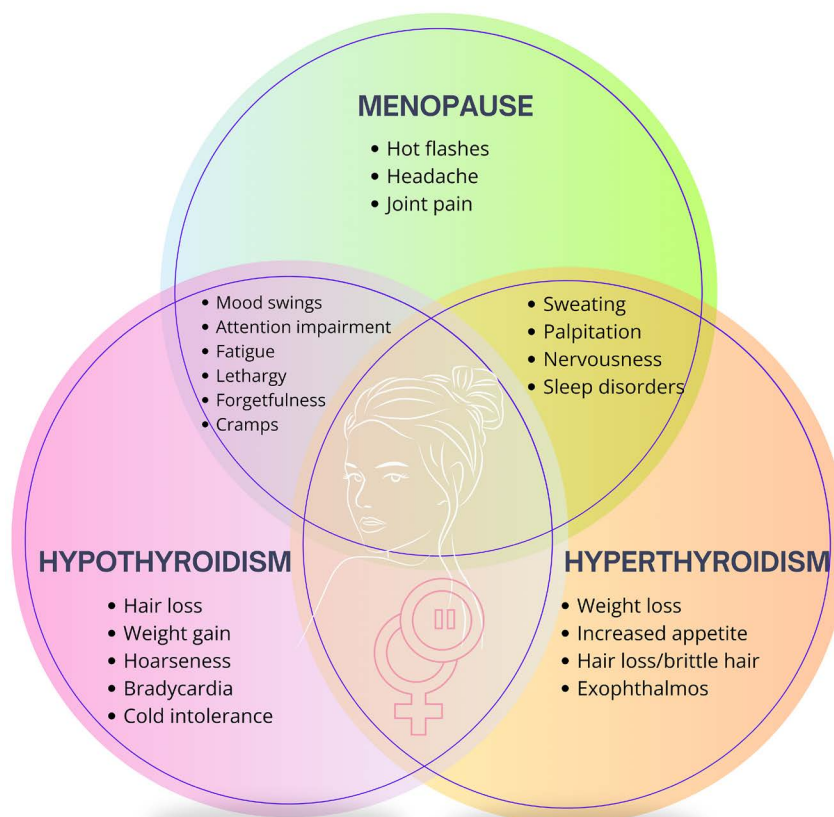 MENOPAUSE
• Hot flashes
• Headache
• Joint pain
• Mood swings
• Attention impairment
• Fatigue
• Lethargy
• Forgetfulness
• Cramps
• Sweating
• Palpitation
• Nervousness
• Sleep disorders
HYPOTHYROIDISM
• Hair loss
• Weight gain
• Hoarseness
• Bradycardia
• Cold intolerance
HYPERTHYROIDISM
• Weight loss
• Increased appetite
• Hair loss/brittle hair
• Exophthalmos